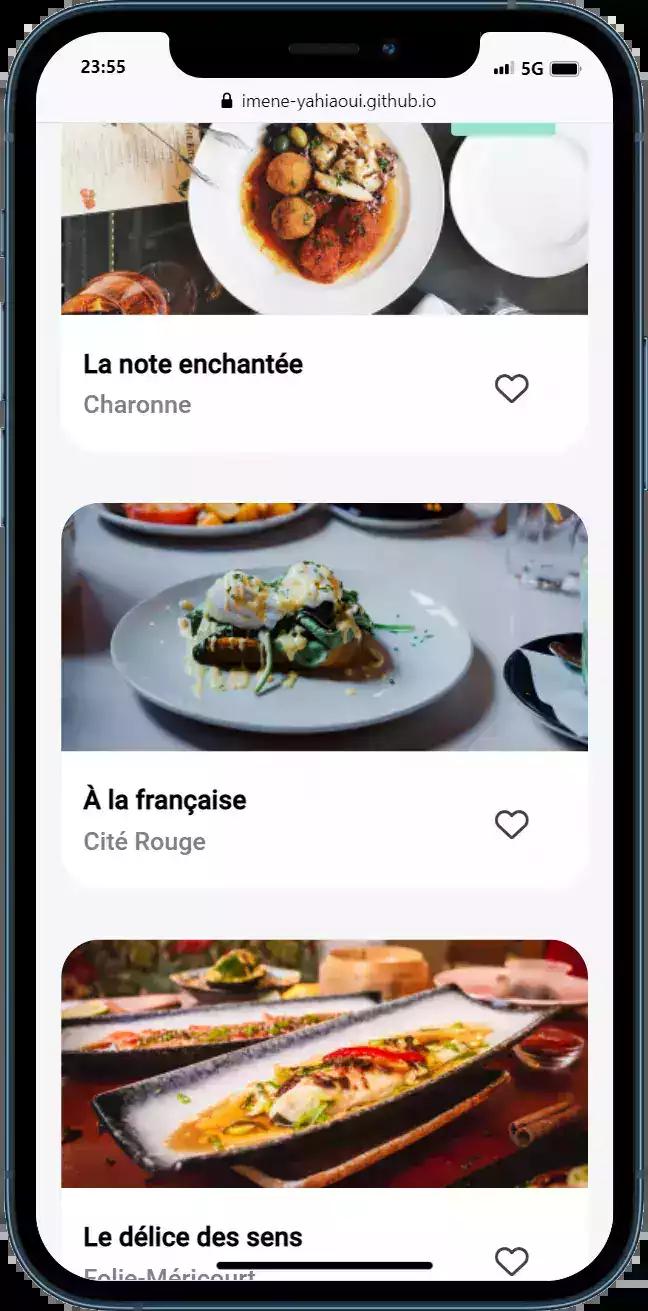 23:55
5G
imene-yahiaoui.github.io
La note enchantée
Charonne
À la française
Cité Rouge
Le délice des sens
Folie-Méricourt